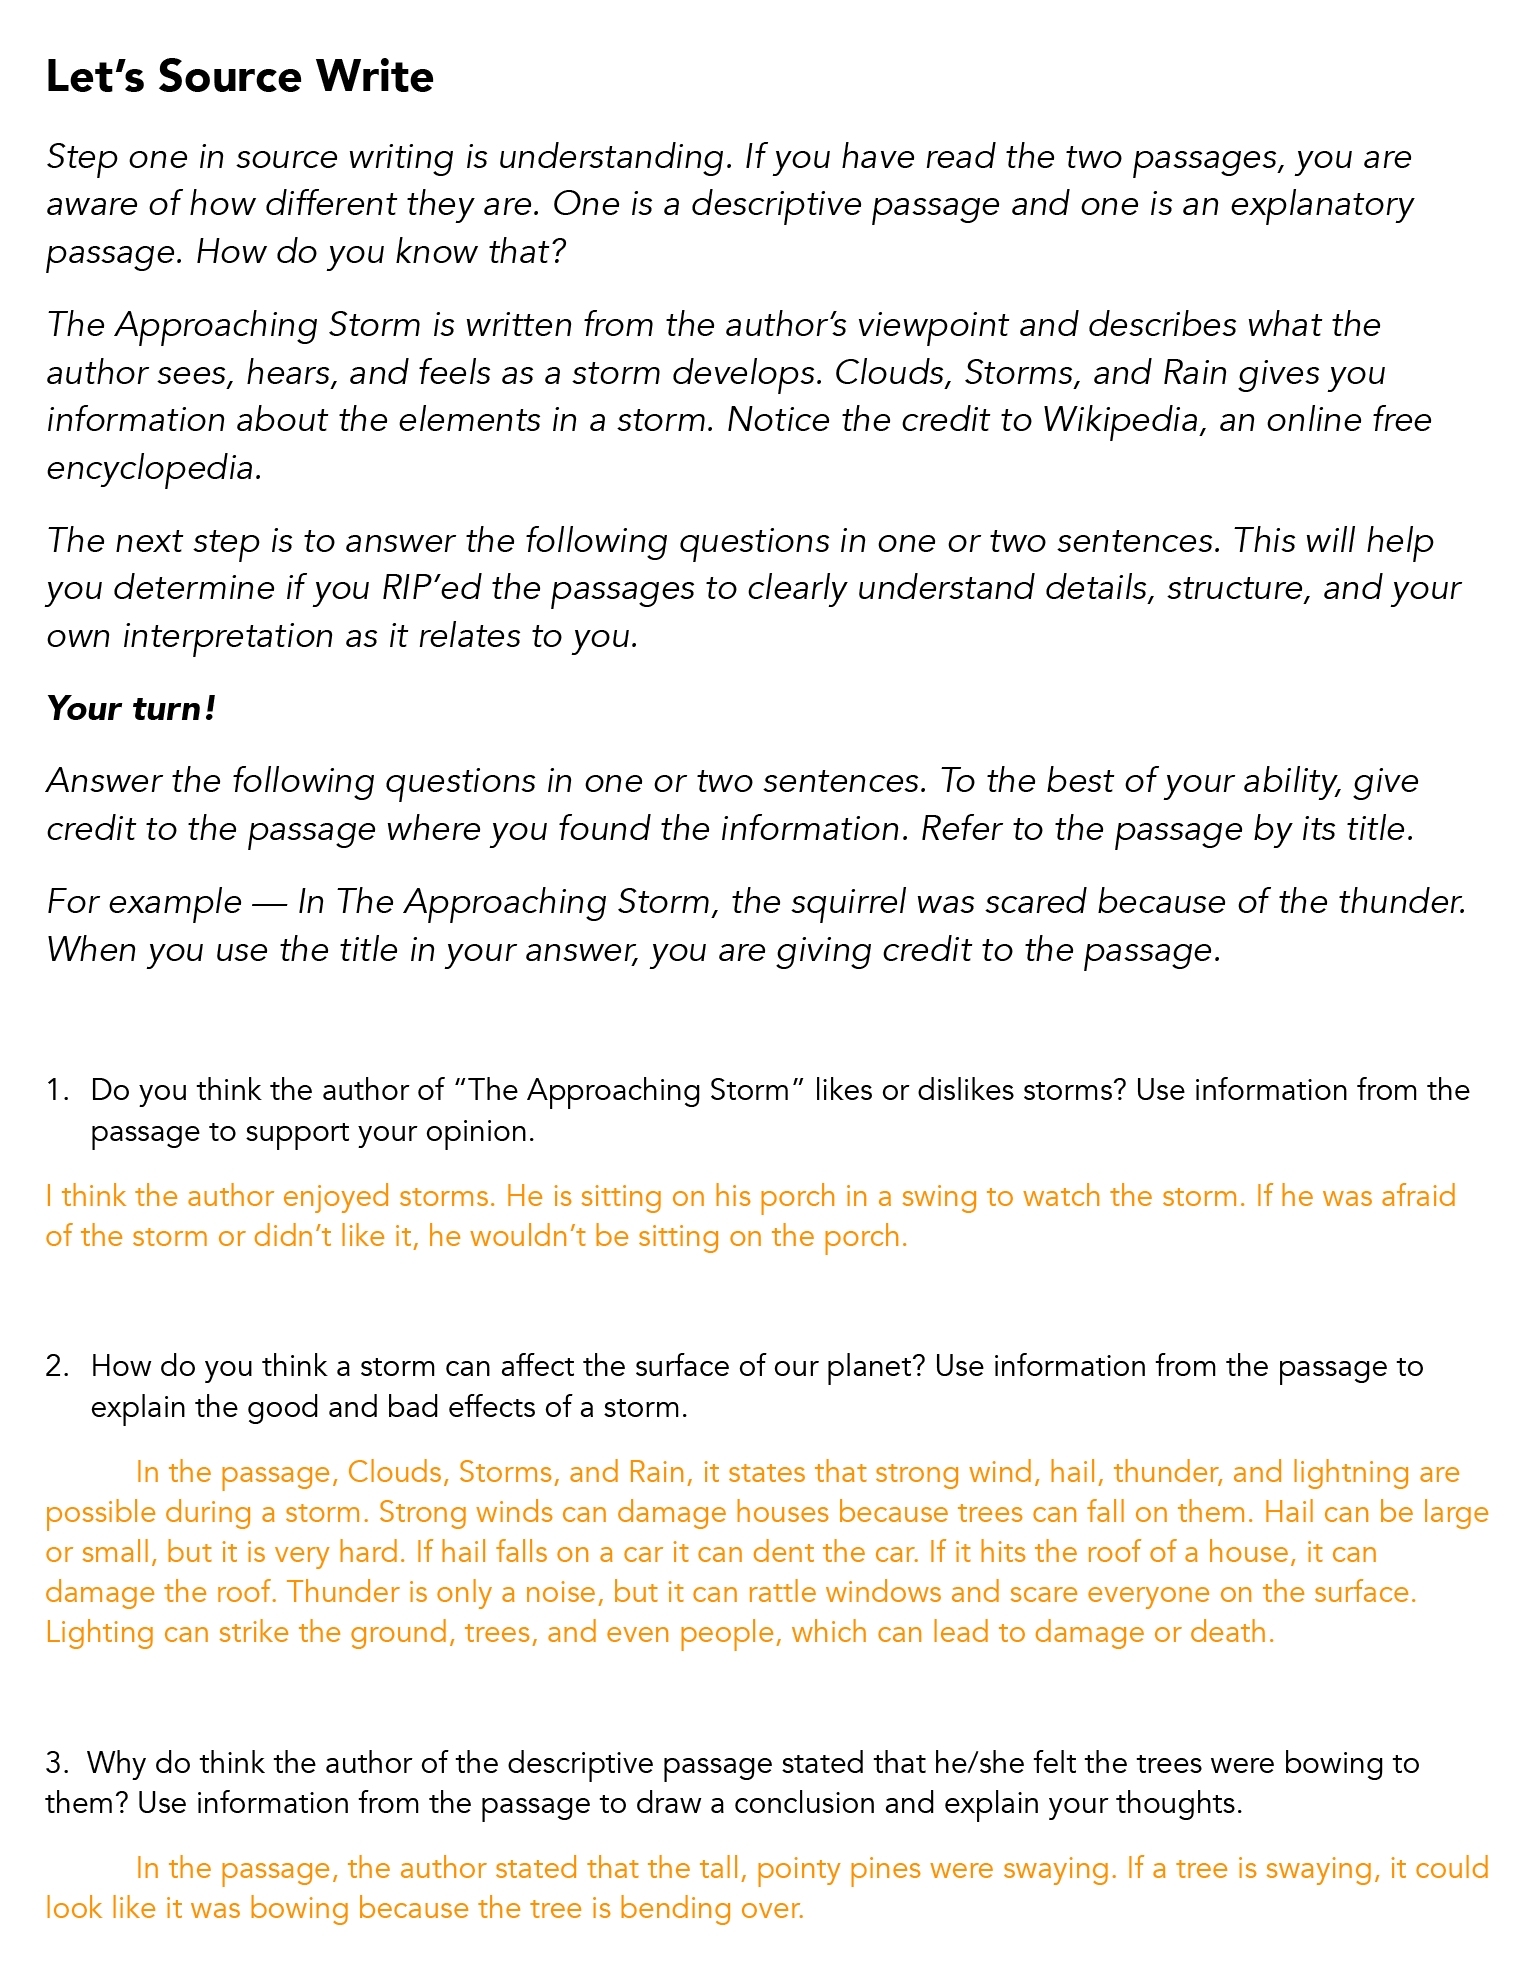 Let’s Source Write
Step one in source writing is understanding. If you have read the two passages, you are
aware of how different they are. One is a descriptive passage and one is an explanatory
passage. How do you know that?
The Approaching Storm is written from the author’s viewpoint and describes what the
author sees, hears, and feels as a storm develops. Clouds, Storms, and Rain gives you
information about the elements in a storm. Notice the credit to Wikipedia, an online free
encyclopedia.
The next step is to answer the following questions in one or two sentences. This will help
you determine if you RIP’ed the passages to clearly understand details, structure, and your
own interpretation as it relates to you.
Your turn!
Answer the following questions in one or two sentences. To the best of your ability, give
credit to the passage where you found the information. Refer to the passage by its title.
For example — In The Approaching Storm, the squirrel was scared because of the thunder.
When you use the title in your answer, you are giving credit to the passage.
1. Do you think the author of “The Approaching Storm” likes or dislikes storms? Use information from the
passage to support your opinion.
I think the author enjoyed storms. He is sitting on his porch in a swing to watch the storm. If he was afraid
of the storm or didn’t like it, he wouldn’t be sitting on the porch.
2. How do you think a storm can affect the surface of our planet? Use information from the passage to
explain the good and bad effects of a storm.
In the passage, Clouds, Storms, and Rain, it states that strong wind, hail, thunder, and lightning are
possible during a storm. Strong winds can damage houses because trees can fall on them. Hail can be large
or small, but it is very hard. If hail falls on a car it can dent the car. If it hits the roof of a house, it can
damage the roof. Thunder is only a noise, but it can rattle windows and scare everyone on the surface.
Lighting can strike the ground, trees, and even people, which can lead to damage or death.
3. Why do think the author of the descriptive passage stated that he/she felt the trees were bowing to
them? Use information from the passage to draw a conclusion and explain your thoughts.
In the passage, the author stated that the tall, pointy pines were swaying. If a tree is swaying, it could
look like it was bowing because the tree is bending over.